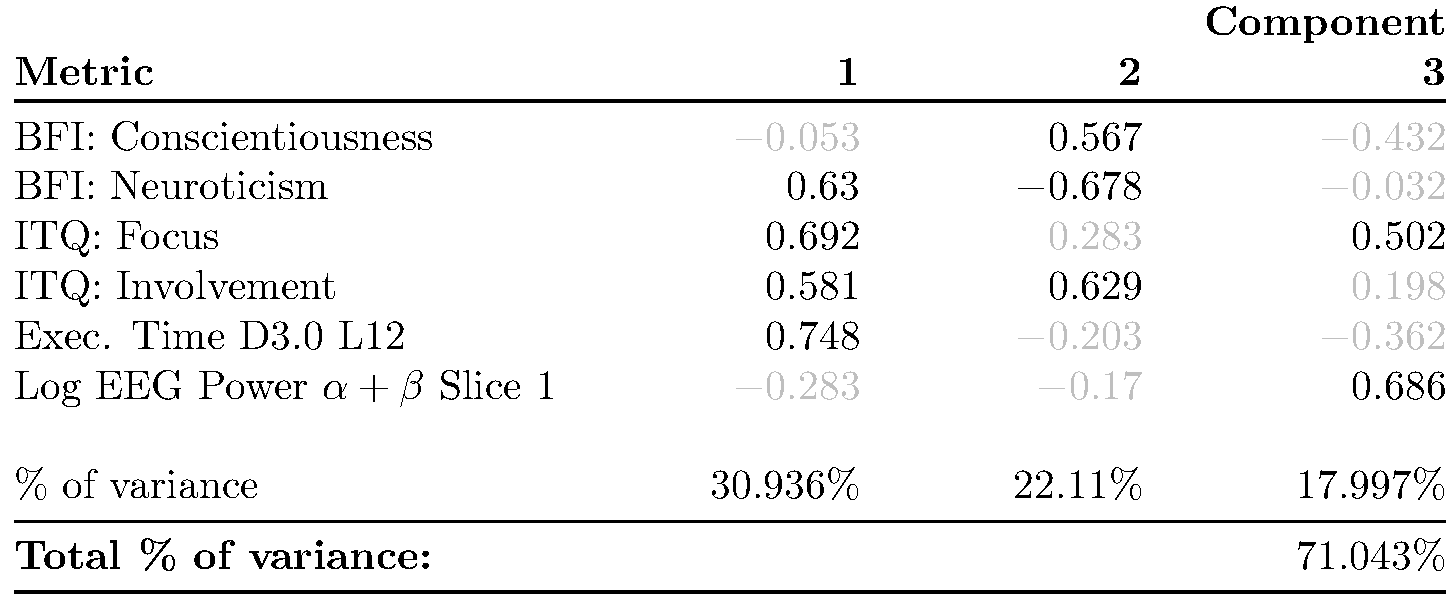 Component
Metric 1 2 3
BFI: Conscientiousness −0.053 0.567 −0.432
BFI: Neuroticism 0.63 −0.678 −0.032
ITQ: Focus 0.692 0.283 0.502
ITQ: Involvement 0.581 0.629 0.198
Exec. Time D3.0 L12 0.748 −0.203 −0.362
Log EEG Power α + β Slice 1 −0.283 −0.17 0.686
% of variance 30.936% 22.11% 17.997%
Total % of variance: 71.043%